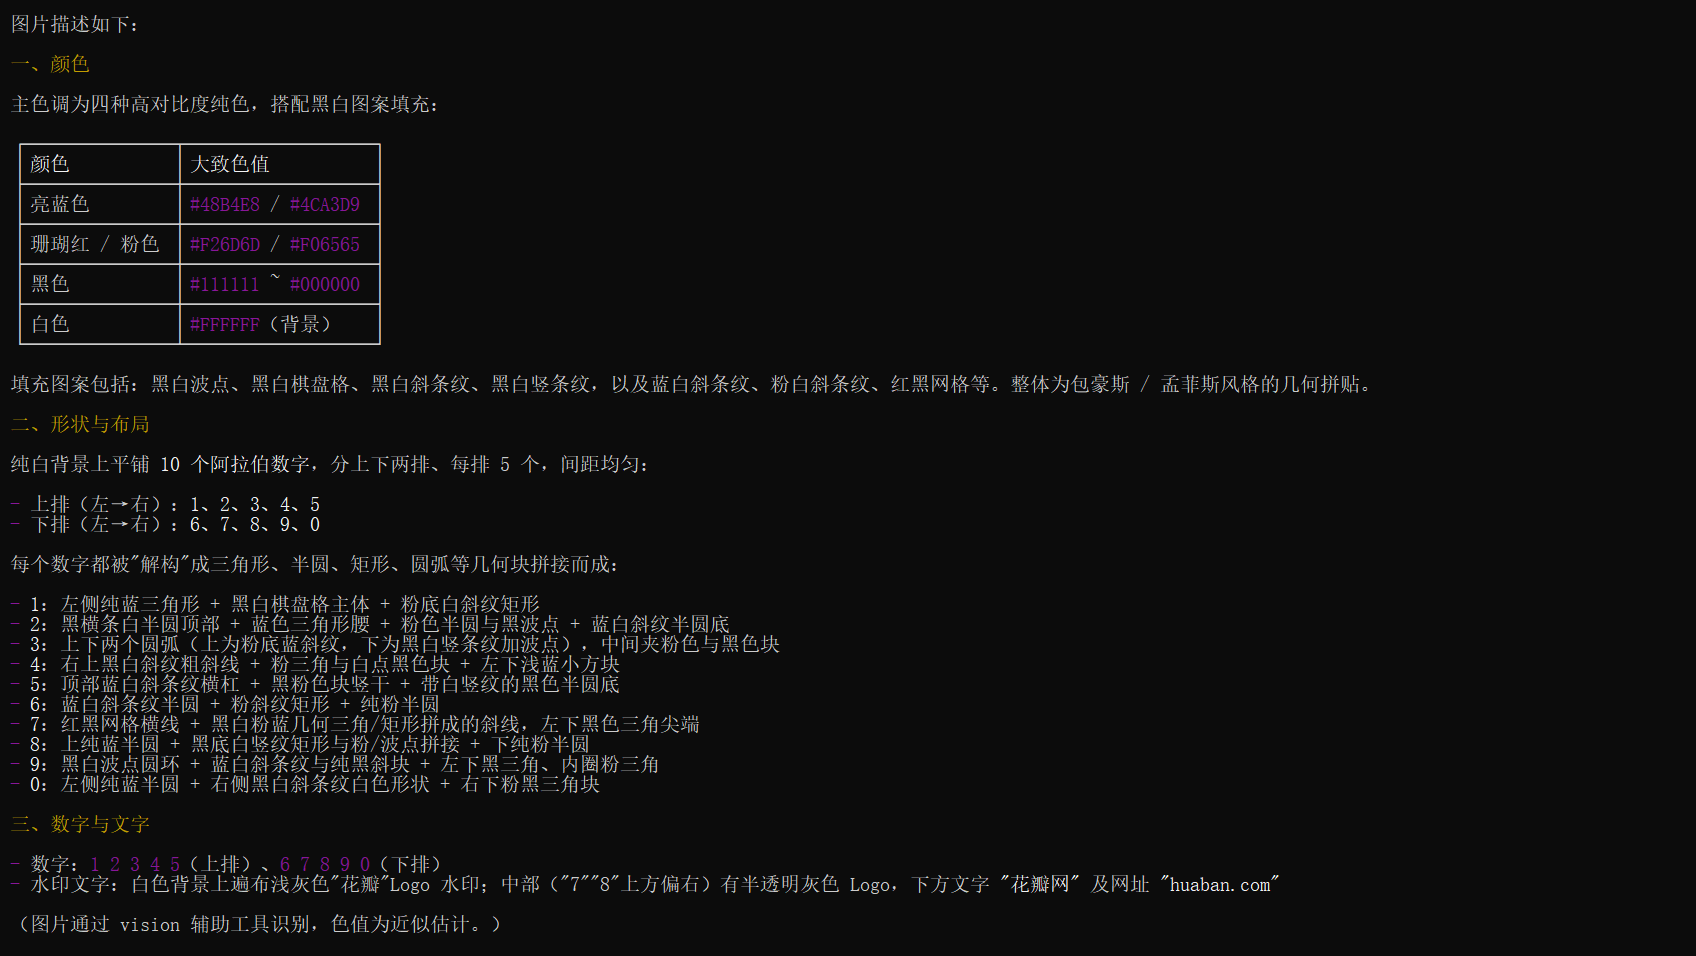 图片描述如下：
一、颜色
主色调为四种高对比度纯色，搭配黑白图案填充：
颜色 大致色值
亮蓝色 #48B4E8 / #4CA3D9
珊瑚红 / 粉色 #F26D6D / #F06565
黑色 #111111 ~ #000000
白色 #FFFFFF（背景）
填充图案包括：黑白波点、黑白棋盘格、黑白斜条纹、黑白竖条纹，以及蓝白斜条纹、粉白斜条纹、红黑网格等。整体为包豪斯 / 孟菲斯风格的几何拼贴。
二、形状与布局
纯白背景上平铺 10 个阿拉伯数字，分上下两排、每排 5 个，间距均匀：
- 上排（左→右）：1、2、3、4、5
- 下排（左→右）：6、7、8、9、0
每个数字都被"解构"成三角形、半圆、矩形、圆弧等几何块拼接而成：
- 1：左侧纯蓝三角形 + 黑白棋盘格主体 + 粉底白斜纹矩形
- 2：黑横条白半圆顶部 + 蓝色三角形腰 + 粉色半圆与黑波点 + 蓝白斜纹半圆底
- 3：上下两个圆弧（上为粉底蓝斜纹，下为黑白竖条纹加波点），中间夹粉色与黑色块
- 4：右上黑白斜纹粗斜线 + 粉三角与白点黑色块 + 左下浅蓝小方块
- 5：顶部蓝白斜条纹横杠 + 黑粉色块竖干 + 带白竖纹的黑色半圆底
- 6：蓝白斜条纹半圆 + 粉斜纹矩形 + 纯粉半圆
- 7：红黑网格横线 + 黑白粉蓝几何三角/矩形拼成的斜线，左下黑色三角尖端
- 8：上纯蓝半圆 + 黑底白竖纹矩形与粉/波点拼接 + 下纯粉半圆
- 9：黑白波点圆环 + 蓝白斜条纹与纯黑斜块 + 左下黑三角、内圈粉三角
- 0：左侧纯蓝半圆 + 右侧黑白斜条纹白色形状 + 右下粉黑三角块
三、数字与文字
- 数字：1 2 3 4 5（上排）、6 7 8 9 0（下排）
- 水印文字：白色背景上遍布浅灰色"花瓣"Logo 水印；中部（"7""8"上方偏右）有半透明灰色 Logo，下方文字 "花瓣网" 及网址 "huaban.com"
（图片通过 vision 辅助工具识别，色值为近似估计。）